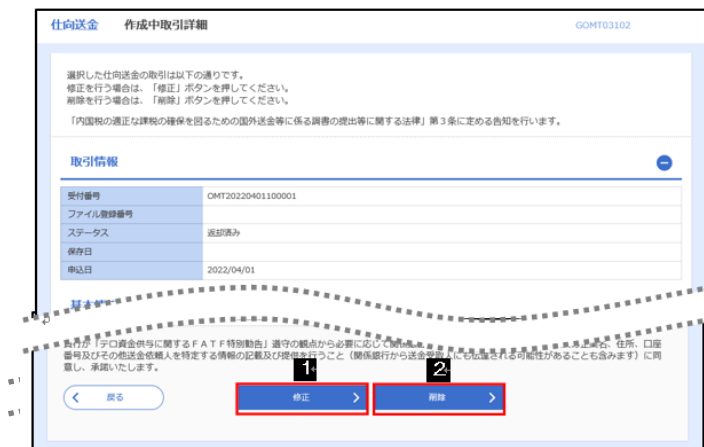 仕向送金 作成中取引詳細 GOMT03102
選択した仕向送金の取引は以下の通りです。
修正を行う場合は、「修正」ボタンを押してください。
削除を行う場合は、「削除」ボタンを押してください。
「内国税の適正な課税の確保を図るための国外送金等に係る調書の提出等に関する法律」第3条に定める告知を行います。
取引情報
受付番号 OMT20220401100001
ファイル登録番号
ステータス 返却済み
保存日
申込日 2022/04/01
基本情
貴行が「テロ資金供与に関するFATF特別勧告」遵守の観点から必要に応じて関係 住所、口座
番号及びその他送金依頼人を特定する情報の記載及び提供を行うこと（関係銀行から送金受取人にも伝達される可能性があることも含みます）に同
意し、承諾いたします。
1 2
戻る 修正 削除